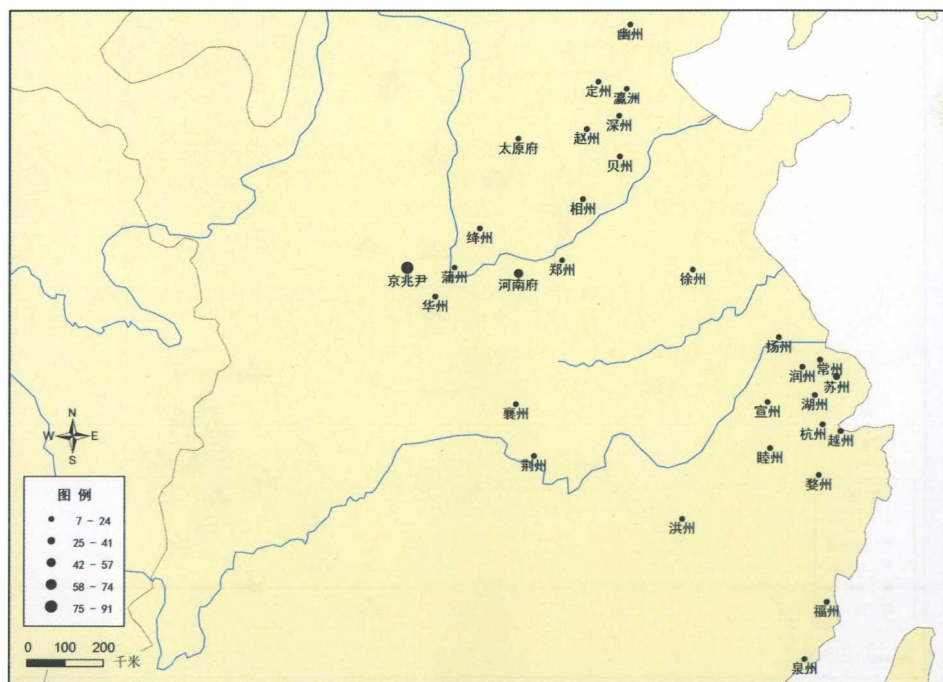 幽州
定州
瀛洲
深州
赵州
太原府
贝州
相州
绛州
郑州
京兆尹
蒲州
河南府
徐州
华州
扬州
常州
润州
苏州
湖州
宣州
襄州
杭州
越州
睦州
荆州
婺州
洪州
福州
泉州
N
W E
S
图 例
7 - 24
25 - 41
42 - 57
58 - 74
75 - 91
0 100 200
千米